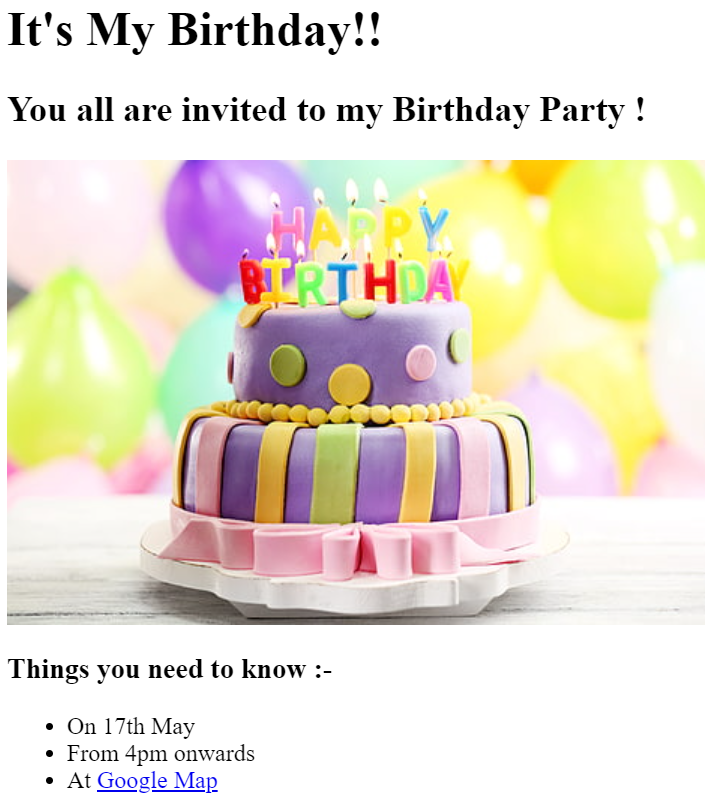 It's My Birthday!!
You all are invited to my Birthday Party !
HAPPY
BIRTHDAY
Things you need to know :-
On 17th May
From 4pm onwards
At Google Map